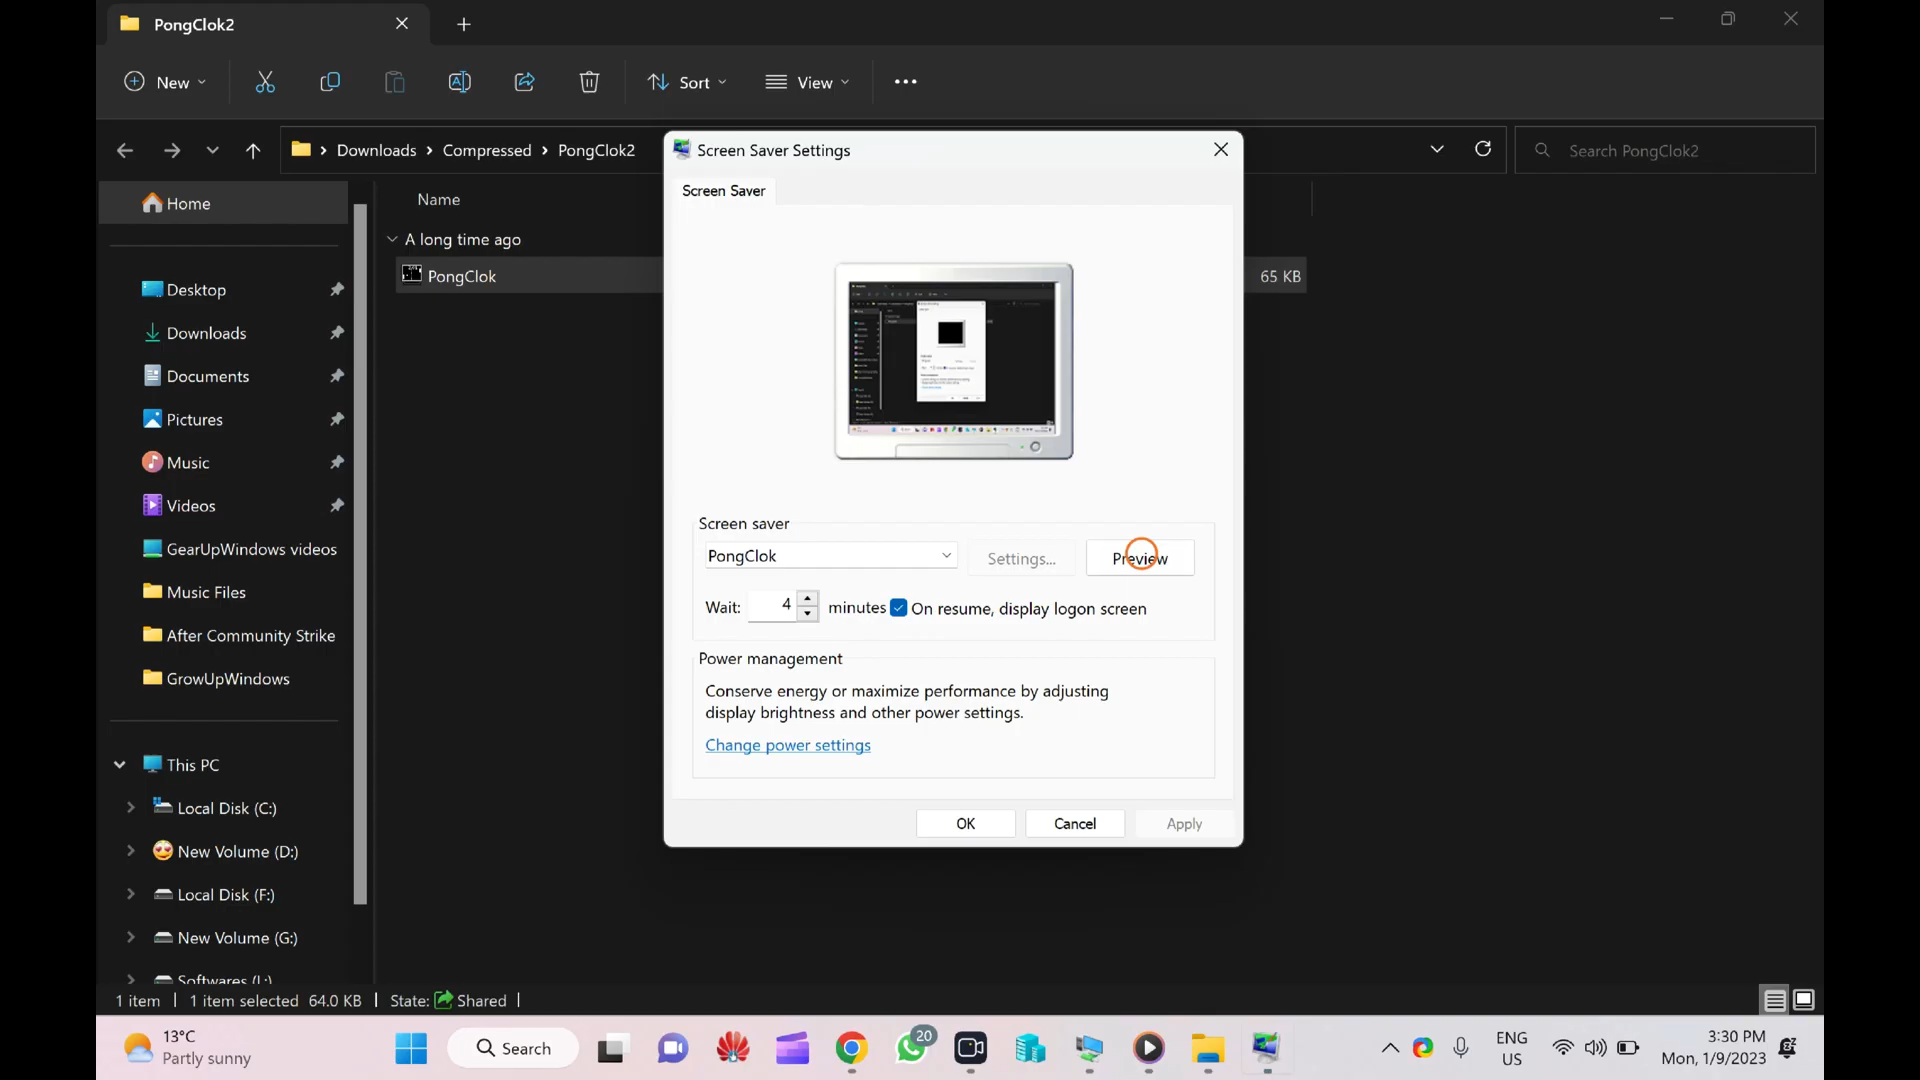 PongClok2
New
Sort
View
Downloads
Compressed
PongClok2
Search PongClok2
Screen Saver Settings
Screen Saver
Home
Name
A long time ago
PongClok
65 KB
Desktop
Downloads
Documents
Pictures
Music
Videos
GearUpWindows videos
Music Files
After Community Strike
GrowUpWindows
This PC
Local Disk (C:)
New Volume (D:)
Local Disk (F:)
New Volume (G:)
Softwares (L:)
Screen saver
PongClok
Settings...
Preview
Wait: 4 minutes On resume, display logon screen
Power management
Conserve energy or maximize performance by adjusting
display brightness and other power settings.
Change power settings
OK
Cancel
Apply
1 item
1 item selected 64.0 KB
State: Shared
13°C
Partly sunny
Search
20
ENG
US
3:30 PM
Mon, 1/9/2023